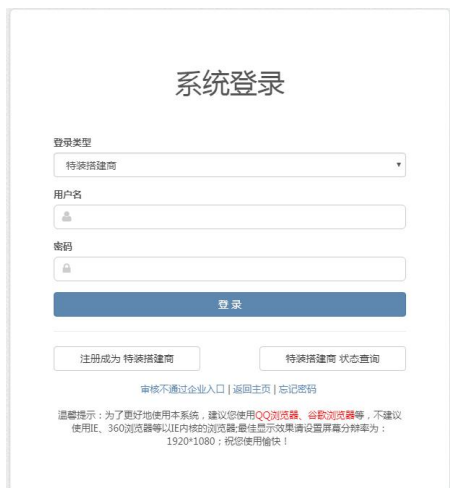 系统登录
登录类型
特装搭建商
用户名
密码
登 录
注册成为 特装搭建商
特装搭建商 状态查询
审核不通过企业入口 | 返回主页 | 忘记密码
温馨提示：为了更好地使用本系统，建议您使用QQ浏览器、谷歌浏览器等，不建议
使用IE、360浏览器等以IE内核的浏览器;最佳显示效果请设置屏幕分辨率为：
1920*1080；祝您使用愉快！